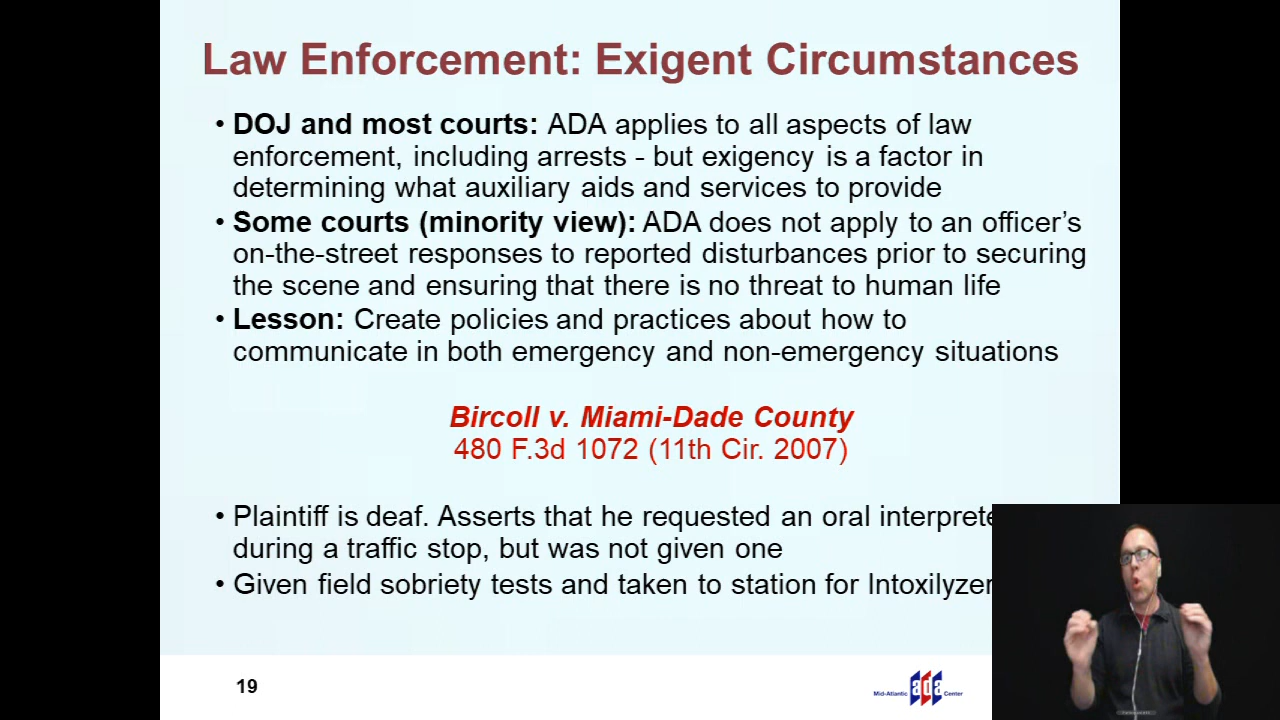 Law Enforcement: Exigent Circumstances
• DOJ and most courts: ADA applies to all aspects of law
enforcement, including arrests - but exigency is a factor in
determining what auxiliary aids and services to provide
• Some courts (minority view): ADA does not apply to an officer's
on-the-street responses to reported disturbances prior to securing
the scene and ensuring that there is no threat to human life
• Lesson: Create policies and practices about how to
communicate in both emergency and non-emergency situations
Bircoll v. Miami-Dade County
480 F.3d 1072 (11th Cir. 2007)
• Plaintiff is deaf. Asserts that he requested an oral interprete
during a traffic stop, but was not given one
• Given field sobriety tests and taken to station for Intoxilyzer
19
Mid-Atlantic ada Center